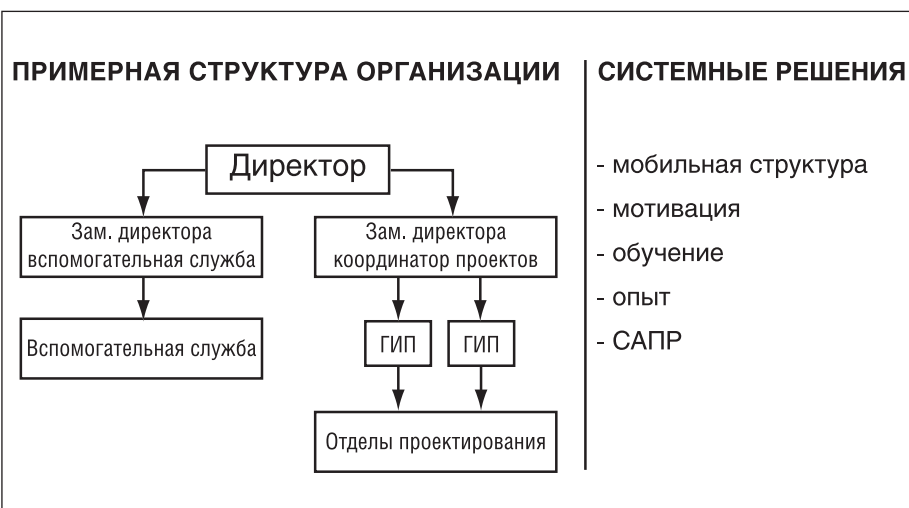 ПРИМЕРНАЯ СТРУКТУРА ОРГАНИЗАЦИИ
Директор
Зам. директора
вспомогательная служба
Зам. директора
координатор проектов
Вспомогательная служба
ГИП
ГИП
Отделы проектирования
СИСТЕМНЫЕ РЕШЕНИЯ
- мобильная структура
- мотивация
- обучение
- опыт
- САПР